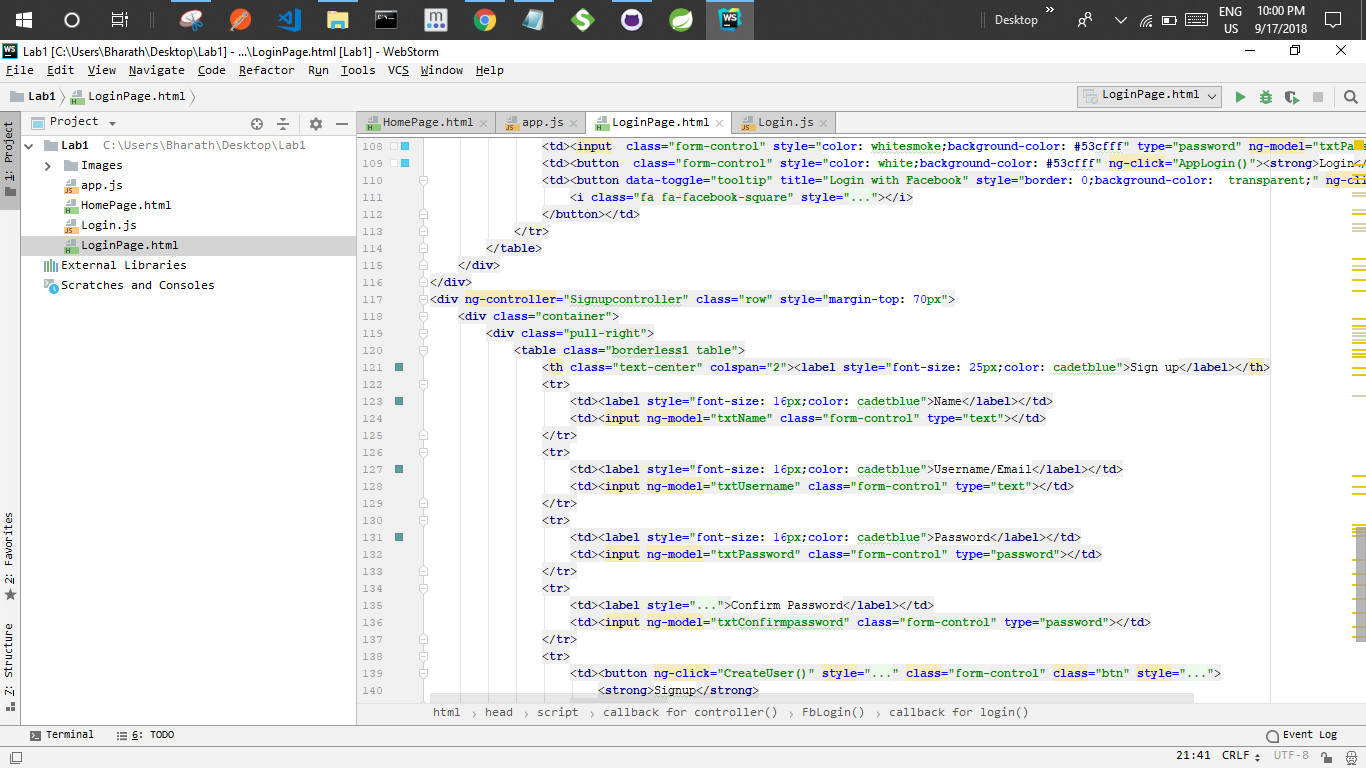 Desktop
ENG
US
10:00 PM
9/17/2018
Lab1 [C:\Users\Bharath\Desktop\Lab1] - ...\LoginPage.html [Lab1] - WebStorm
File Edit View Navigate Code Refactor Run Tools VCS Window Help
Lab1 LoginPage.html
LoginPage.html
Project
HomePage.html app.js LoginPage.html Login.js
1: Project
2: Favorites
Z: Structure
Lab1 C:\Users\Bharath\Desktop\Lab1
Images
app.js
HomePage.html
Login.js
LoginPage.html
External Libraries
Scratches and Consoles
108 <td><input class="form-control" style="color: whitesmoke;background-color: #53cfff" type="password" ng-model="txtPa
109 <td><button class="form-control" style="color: white;background-color: #53cfff" ng-click="AppLogin()"><strong>Login</
110 <td><button data-toggle="tooltip" title="Login with Facebook" style="border: 0;background-color: transparent;" ng-cli
111 <i class="fa fa-facebook-square" style="..."></i>
112 </button></td>
113 </tr>
114 </table>
115 </div>
116 </div>
117 <div ng-controller="Signupcontroller" class="row" style="margin-top: 70px">
118 <div class="container">
119 <div class="pull-right">
120 <table class="borderless1 table">
121 <th class="text-center" colspan="2"><label style="font-size: 25px;color: cadetblue">Sign up</label></th>
122 <tr>
123 <td><label style="font-size: 16px;color: cadetblue">Name</label></td>
124 <td><input ng-model="txtName" class="form-control" type="text"></td>
125 </tr>
126 <tr>
127 <td><label style="font-size: 16px;color: cadetblue">Username/Email</label></td>
128 <td><input ng-model="txtUsername" class="form-control" type="text"></td>
129 </tr>
130 <tr>
131 <td><label style="font-size: 16px;color: cadetblue">Password</label></td>
132 <td><input ng-model="txtPassword" class="form-control" type="password"></td>
133 </tr>
134 <tr>
135 <td><label style="...">Confirm Password</label></td>
136 <td><input ng-model="txtConfirmpassword" class="form-control" type="password"></td>
137 </tr>
138 <tr>
139 <td><button ng-click="CreateUser()" style="..." class="form-control" class="btn" style="...">
140 <strong>Signup</strong>
html head script callback for controller() FbLogin() callback for login()
Terminal 6: TODO Event Log
21:41 CRLF UTF-8